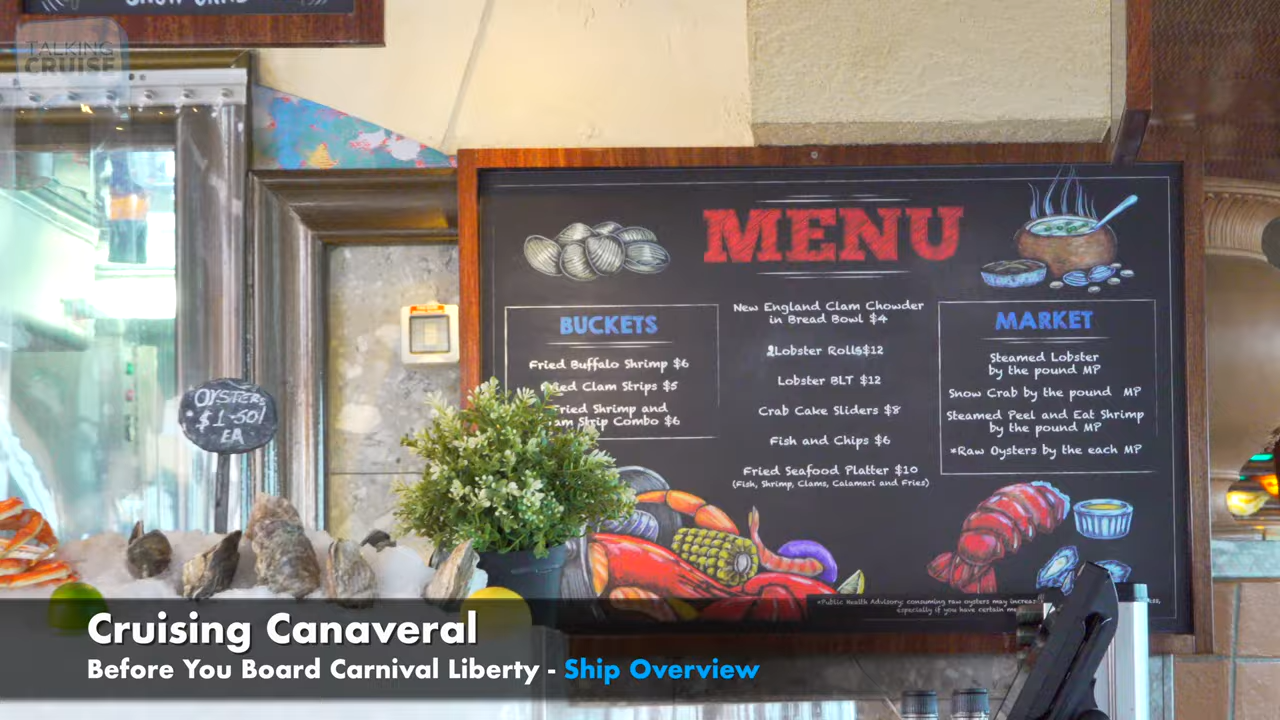 TALKING
CRUISE
MENU
New England Clam Chowder
in Bread Bowl $4
2Lobster Rolls$12
Lobster BLT $12
Crab Cake Sliders $8
Fish and Chips $6
Fried Seafood Platter $10
(Fish, Shrimp, Clams, Calamari and Fries)
BUCKETS
Fried Buffalo Shrimp $6
Fried Clam Strips $5
Fried Shrimp and
am Strip Combo $6
MARKET
Steamed Lobster
by the pound MP
Snow Crab by the pound MP
Steamed Peel and Eat Shrimp
by the pound MP
*Raw Oysters by the each MP
*Public Health Advisory: consuming raw oysters may
especially if you have certain
OYSTERS
$1.50/
EA
Cruising Canaveral
Before You Board Carnival Liberty - Ship Overview